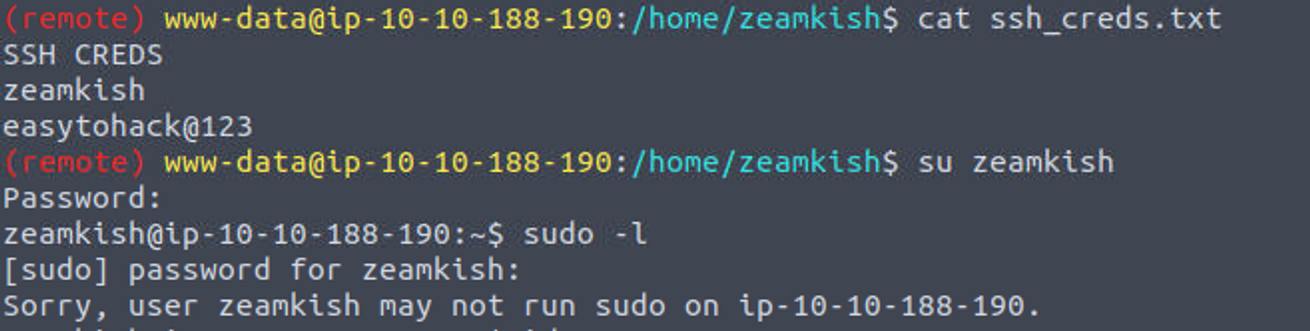 (remote) www-data@ip-10-10-188-190:/home/zeamkish$ cat ssh_creds.txt
SSH CREDS
zeamkish
easytohack@123
(remote) www-data@ip-10-10-188-190:/home/zeamkish$ su zeamkish
Password:
zeamkish@ip-10-10-188-190:~$ sudo -l
[sudo] password for zeamkish:
Sorry, user zeamkish may not run sudo on ip-10-10-188-190.